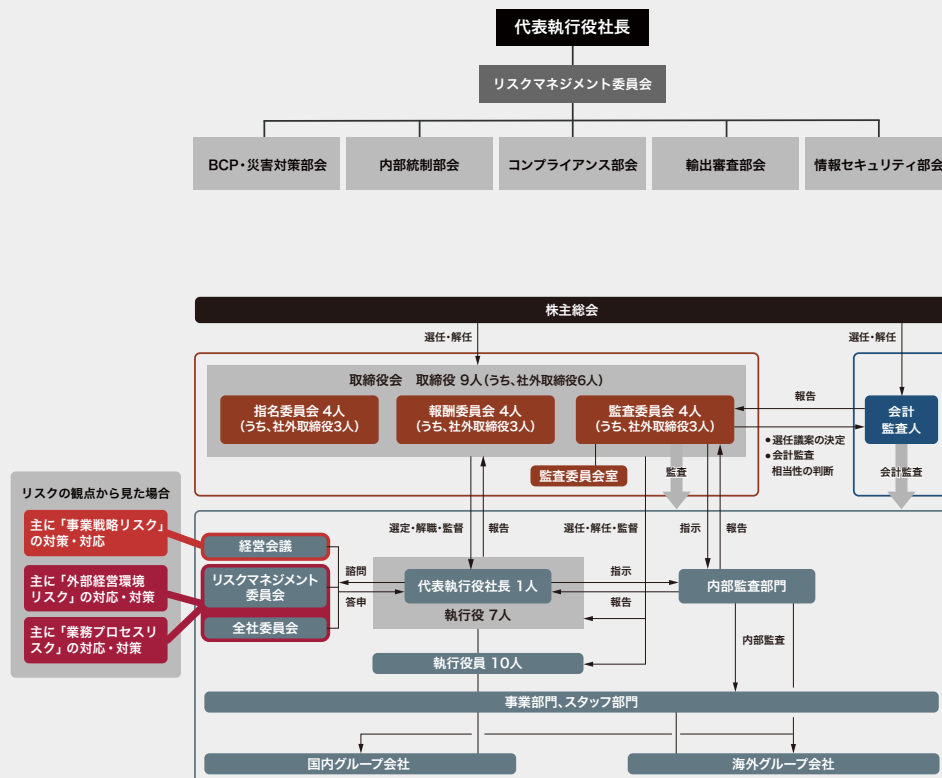 代表執行役社長
リスクマネジメント委員会
BCP・災害対策部会
内部統制部会
コンプライアンス部会
輸出審査部会
情報セキュリティ部会
株主総会
選任・解任
選任・解任
取締役会 取締役 9人(うち、社外取締役6人)
指名委員会 4人
(うち、社外取締役3人)
報酬委員会 4人
(うち、社外取締役3人)
監査委員会 4人
(うち、社外取締役3人)
報告
会計
監査人
●選任議案の決定
●会計監査
相当性の判断
監査委員会室
監査
会計監査
リスクの観点から見た場合
主に「事業戦略リスク」
の対策・対応
主に「外部経営環境
リスク」の対応・対策
主に「業務プロセスリ
スク」の対応・対策
選定・解職・監督
報告
選任・解任・監督
指示
報告
経営会議
リスクマネジメント
委員会
全社委員会
諮問
答申
代表執行役社長 1人
執行役 7人
指示
報告
内部監査部門
内部監査
執行役員 10人
事業部門、スタッフ部門
国内グループ会社
海外グループ会社